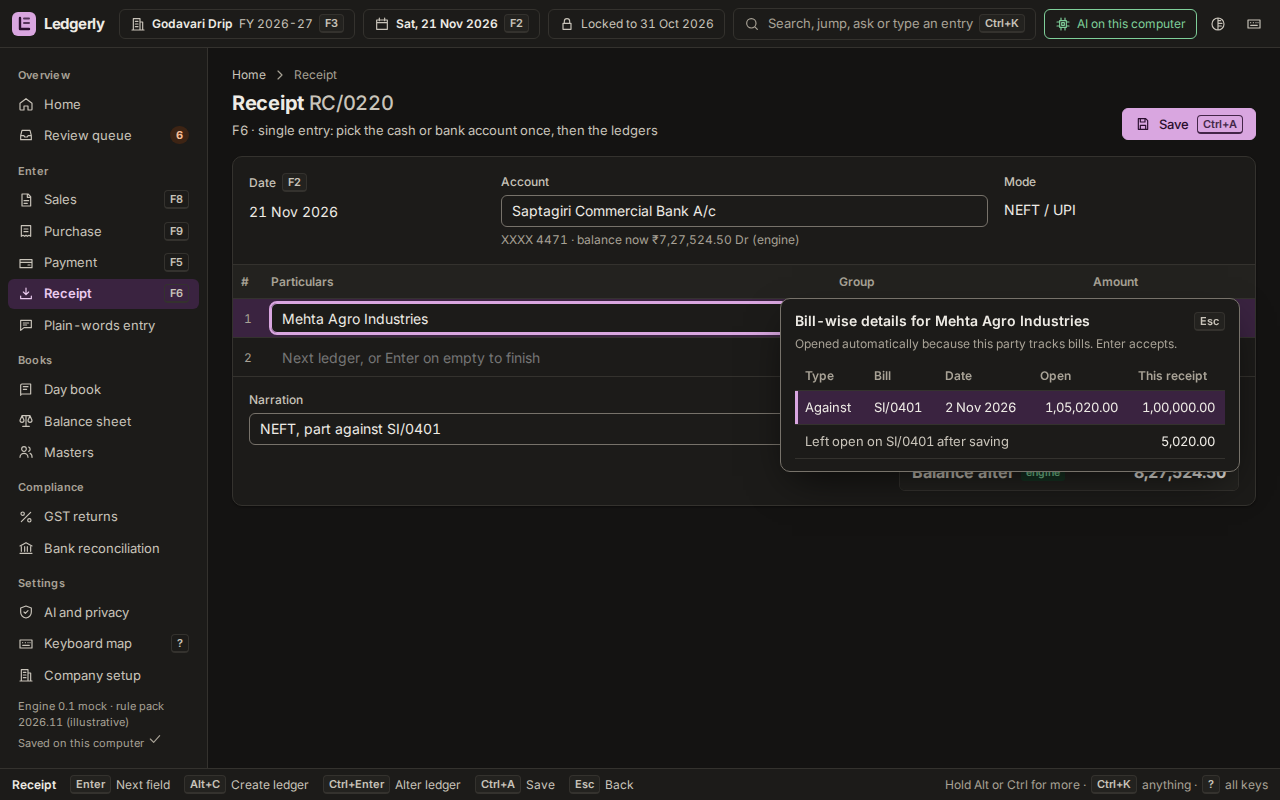 Ledgerly
Godavari Drip FY 2026-27 F3
Sat, 21 Nov 2026 F2
Locked to 31 Oct 2026
Search, jump, ask or type an entry Ctrl+K
AI on this computer
Overview
Home
Review queue 6
Enter
Sales F8
Purchase F9
Payment F5
Receipt F6
Plain-words entry
Books
Day book
Balance sheet
Masters
Compliance
GST returns
Bank reconciliation
Settings
AI and privacy
Keyboard map ?
Company setup
Engine 0.1 mock · rule pack
2026.11 (illustrative)
Saved on this computer
Home > Receipt
Receipt RC/0220
F6 · single entry: pick the cash or bank account once, then the ledgers
Save Ctrl+A
Date F2
21 Nov 2026
Account
Saptagiri Commercial Bank A/c
XXXX 4471 · balance now ₹7,27,524.50 Dr (engine)
Mode
NEFT / UPI
# Particulars Group Amount
1 Mehta Agro Industries
2 Next ledger, or Enter on empty to finish
Narration
NEFT, part against SI/0401
Bill-wise details for Mehta Agro Industries Esc
Opened automatically because this party tracks bills. Enter accepts.
Type Bill Date Open This receipt
Against SI/0401 2 Nov 2026 1,05,020.00 1,00,000.00
Left open on SI/0401 after saving 5,020.00
Balance after engine 8,27,524.50
Receipt Enter Next field Alt+C Create ledger Ctrl+Enter Alter ledger Ctrl+A Save Esc Back
Hold Alt or Ctrl for more · Ctrl+K anything · ? all keys